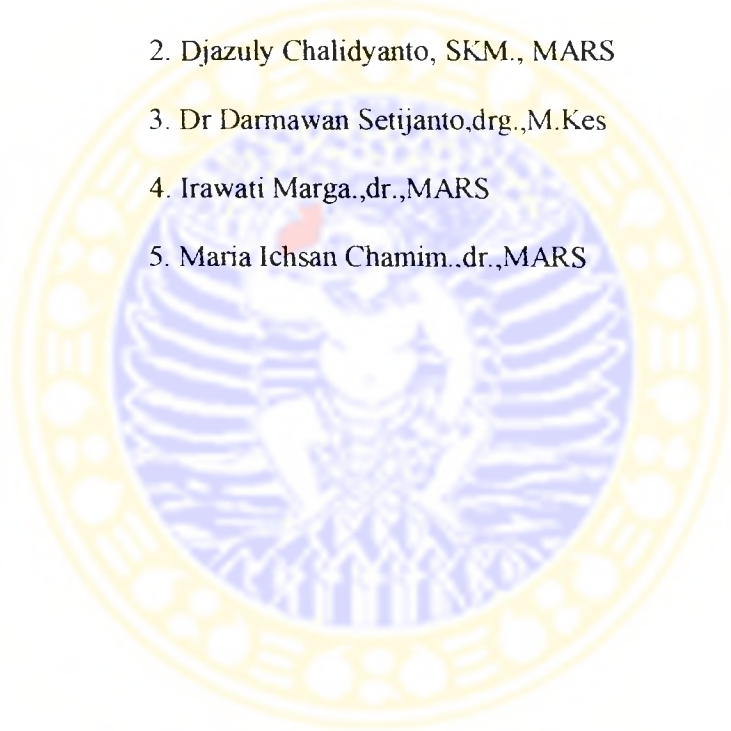 2. Djazuly Chalidyanto, SKM., MARS
3. Dr Darmawan Setijanto,drg.,M.Kes
4. Irawati Marga.,dr.,MARS
5. Maria Ichsan Chamim.,dr.,MARS